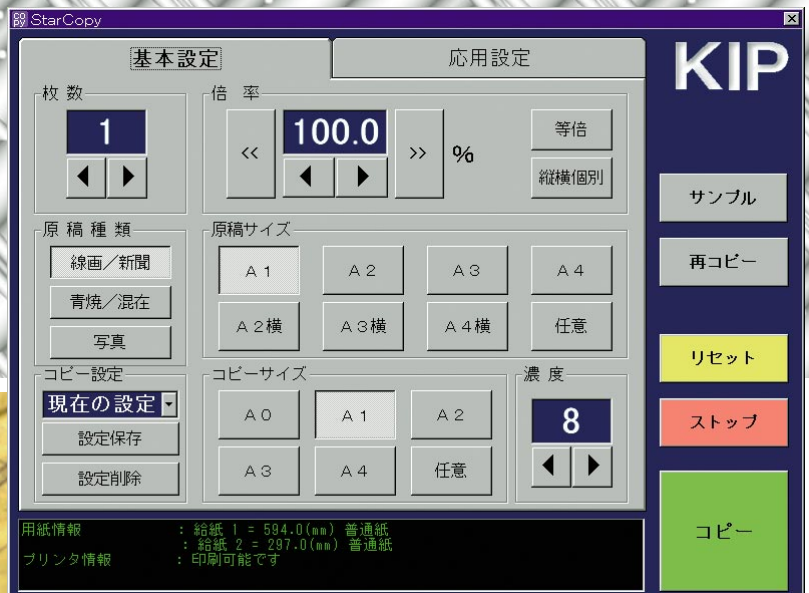 COPY StarCopy
基本設定
応用設定
KIP
枚数
1
倍率
<<
100.0
>>
%
等倍
縦横個別
サンプル
再コピー
リセット
ストップ
コピー
原稿種類
線画／新聞
青焼／混在
写真
原稿サイズ
A1 A2 A3 A4
A2横 A3横 A4横 任意
コピー設定
現在の設定
設定保存
設定削除
コピーサイズ
A0 A1 A2
A3 A4 任意
濃度
8
用紙情報 : 給紙 1 = 594.0(mm) 普通紙
: 給紙 2 = 297.0(mm) 普通紙
プリンタ情報 : 印刷可能です